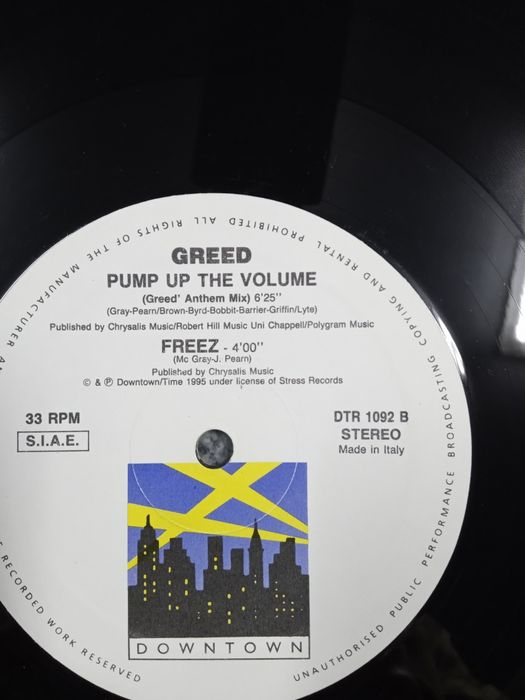 GREED
PUMP UP THE VOLUME
(Greed' Anthem Mix) 6'25"
(Gray-Pearn/Brown-Byrd-Bobbit-Barrier-Griffin/Lyte)
Published by Chrysalis Music/Robert Hill Music Uni Chappell/Polygram Music
FREEZ - 4'00"
(Mc Gray-J. Pearn)
Published by Chrysalis Music
© & ℗ Downtown/Time 1995 under license of Stress Records
33 RPM
S.I.A.E.
DTR 1092 B
STEREO
Made in Italy
DOWNTOWN
RECORDED WORK RESERVED
UNAUTHORISED PUBLIC PERFORMANCE BROADCASTING COPYING AND RENTAL PROHIBITED ALL RIGHTS OF THE MANUFACTURER